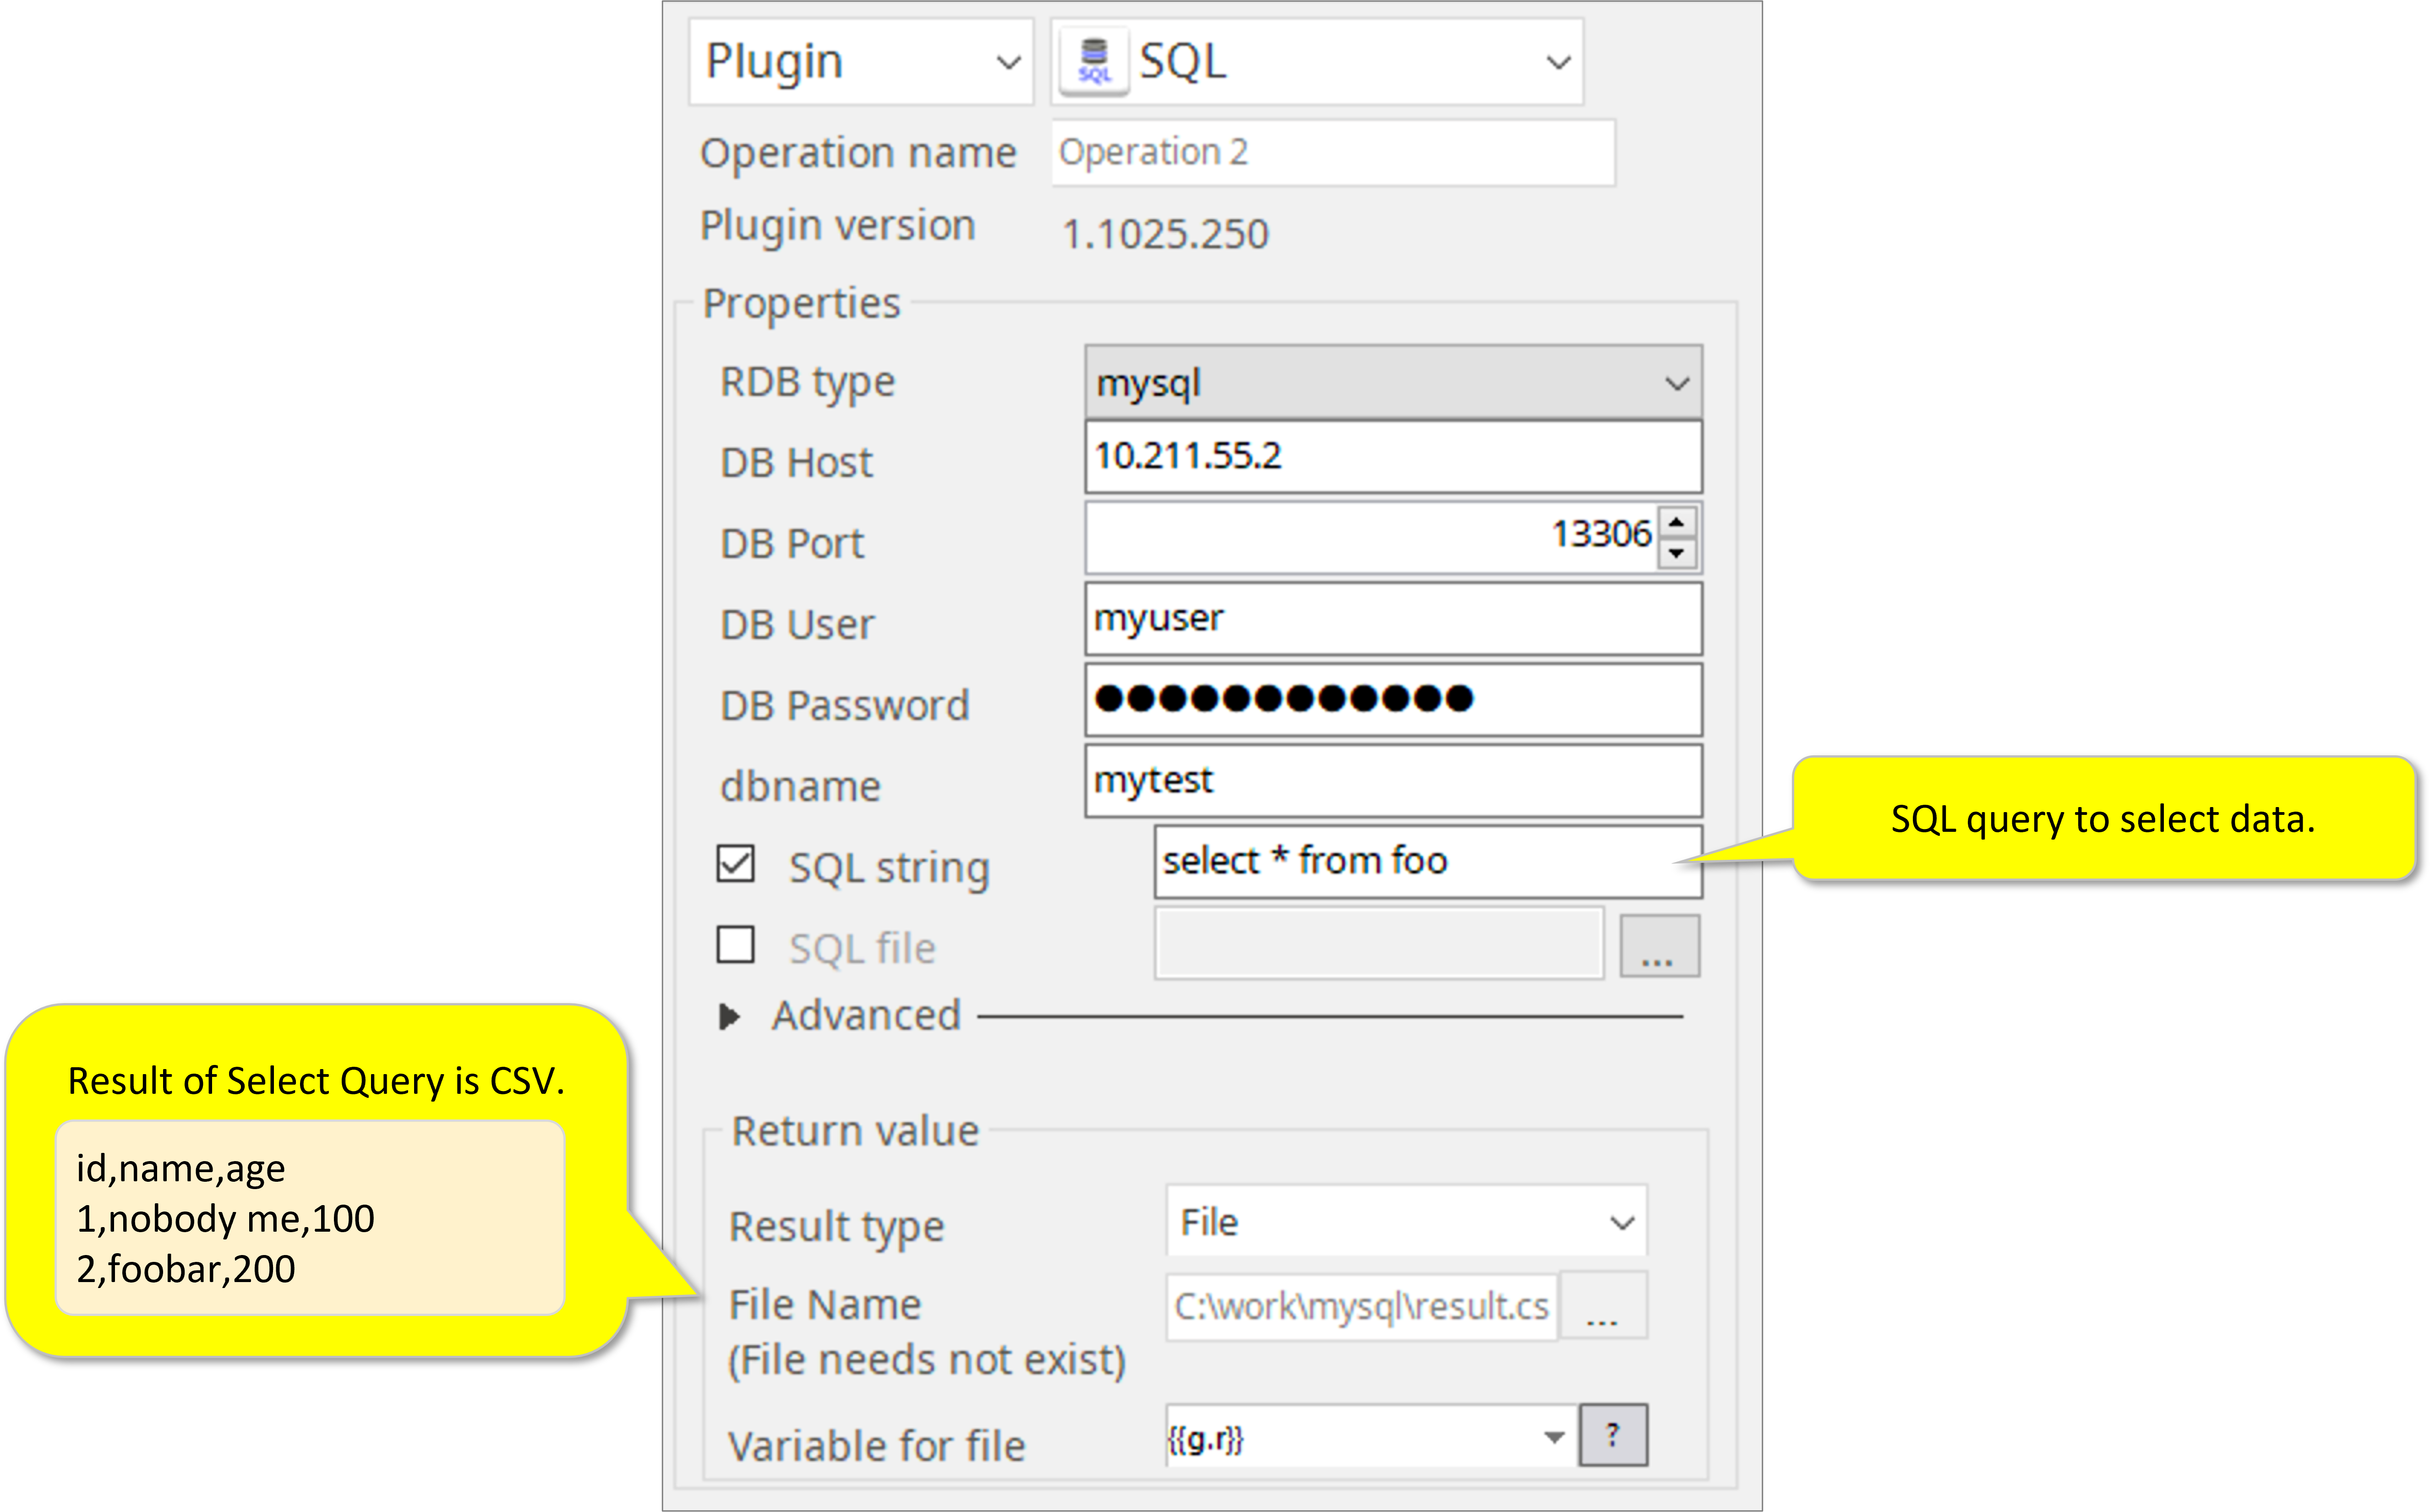 Plugin
SQL SQL
Operation name Operation 2
Plugin version 1.1025.250
Properties
RDB type mysql
DB Host 10.211.55.2
DB Port 13306
DB User myuser
DB Password ●●●●●●●●●●●●
dbname mytest
SQL string select * from foo
SQL query to select data.
SQL file ...
Advanced
Result of Select Query is CSV.
id,name,age
1,nobody me,100
2,foobar,200
Return value
Result type File
File Name C:\work\mysql\result.cs ...
(File needs not exist)
Variable for file {{g.r}} ?